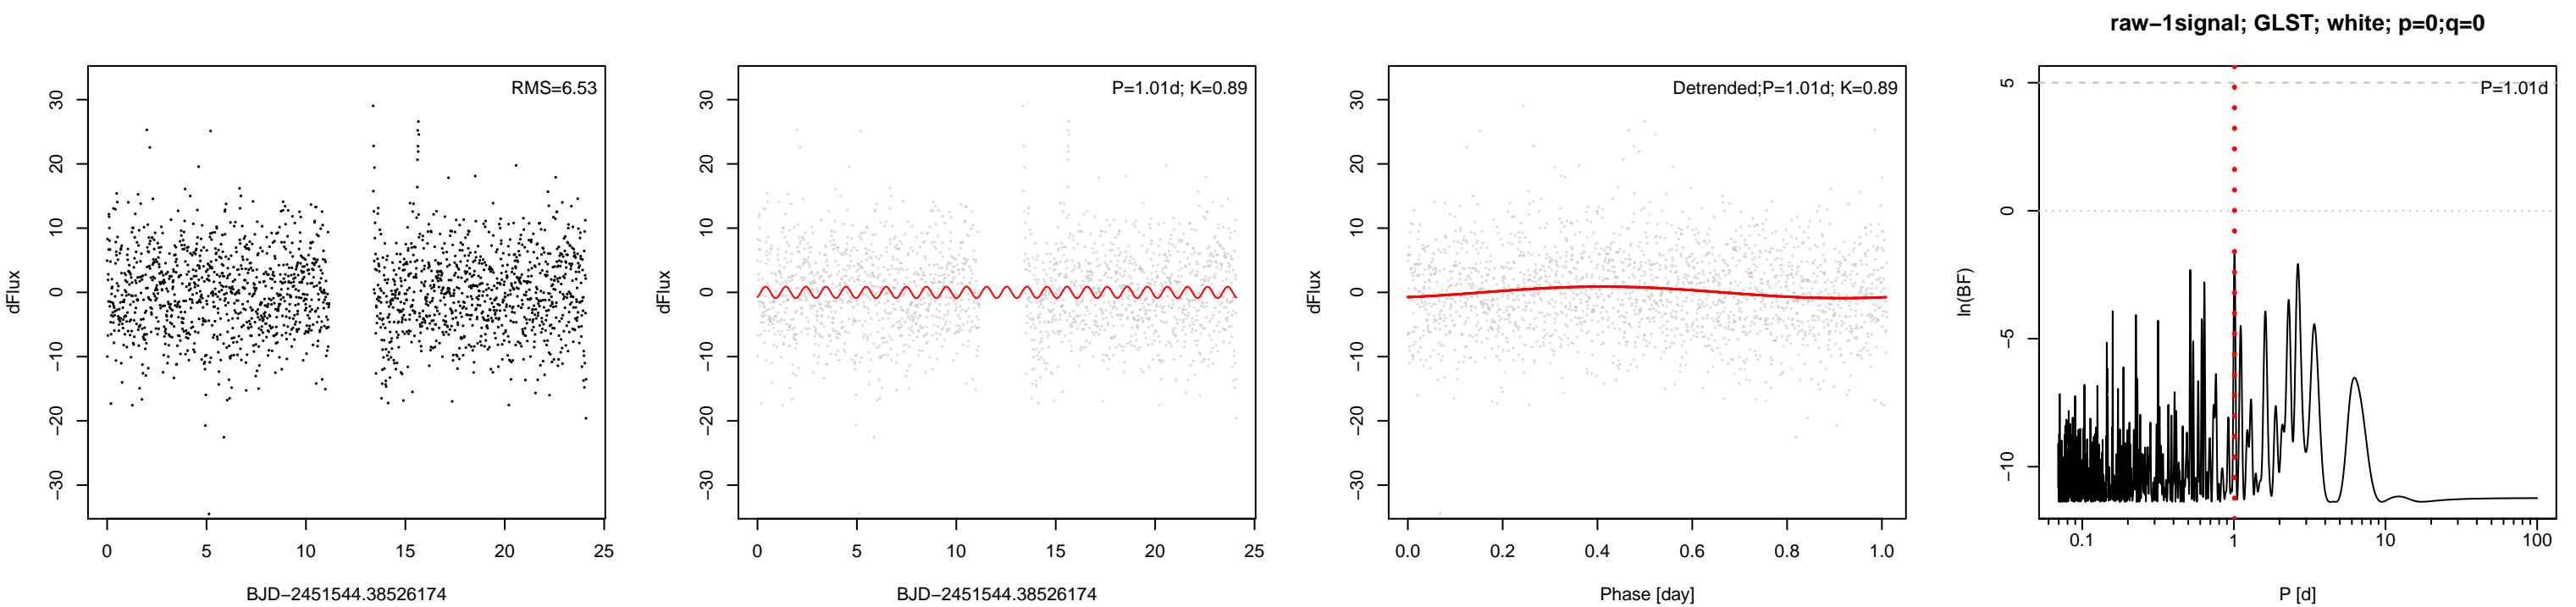 raw−1signal; GLST; white; p=0;q=0
RMS=6.53
dFlux
30
20
10
0
−10
−20
−30
0 5 10 15 20 25
BJD−2451544.38526174
P=1.01d; K=0.89
dFlux
30
20
10
0
−10
−20
−30
0 5 10 15 20 25
BJD−2451544.38526174
Detrended;P=1.01d; K=0.89
dFlux
30
20
10
0
−10
−20
−30
0.0 0.2 0.4 0.6 0.8 1.0
Phase [day]
P=1.01d
ln(BF)
5
0
−5
−10
0.1 1 10 100
P [d]